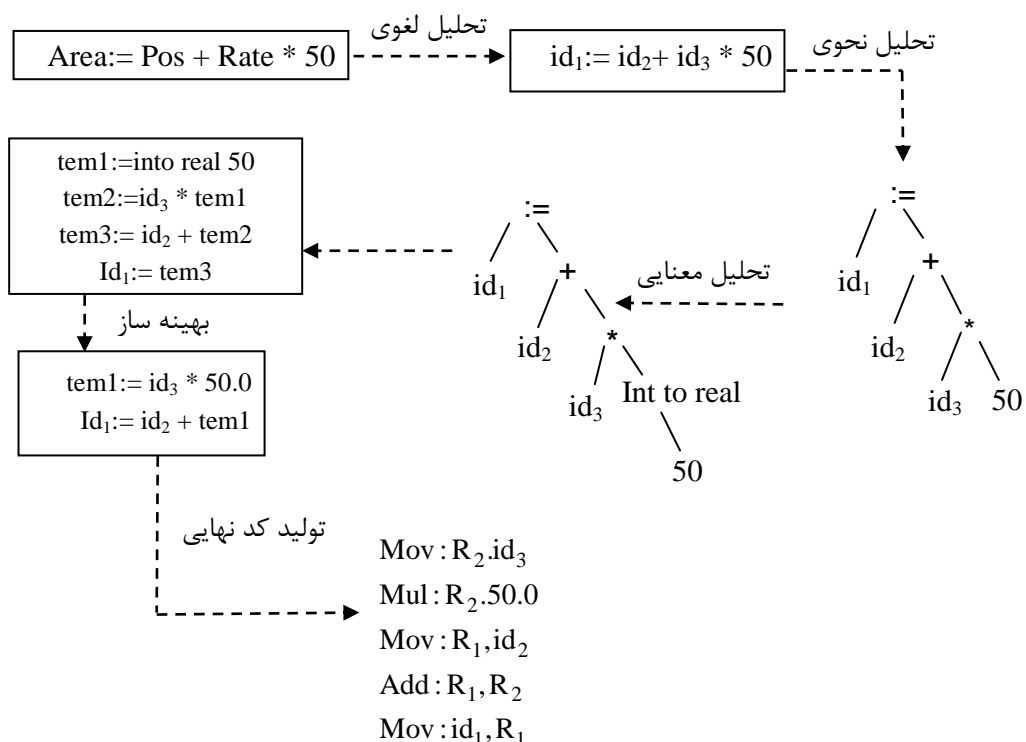 Area:= Pos + Rate * 50
تحلیل لغوی
id₁:= id₂+ id₃ * 50
تحلیل نحوی
:=
id₁
+
id₂
*
id₃
50
تحلیل معنایی
:=
id₁
+
id₂
*
id₃
Int to real
50
tem1:=into real 50
tem2:=id₃ * tem1
tem3:= id₂ + tem2
Id₁:= tem3
بهینه ساز
tem1:= id₃ * 50.0
Id₁:= id₂ + tem1
تولید کد نهایی
Mov : R₂.id₃
Mul : R₂.50.0
Mov : R₁,id₂
Add : R₁,R₂
Mov : id₁,R₁